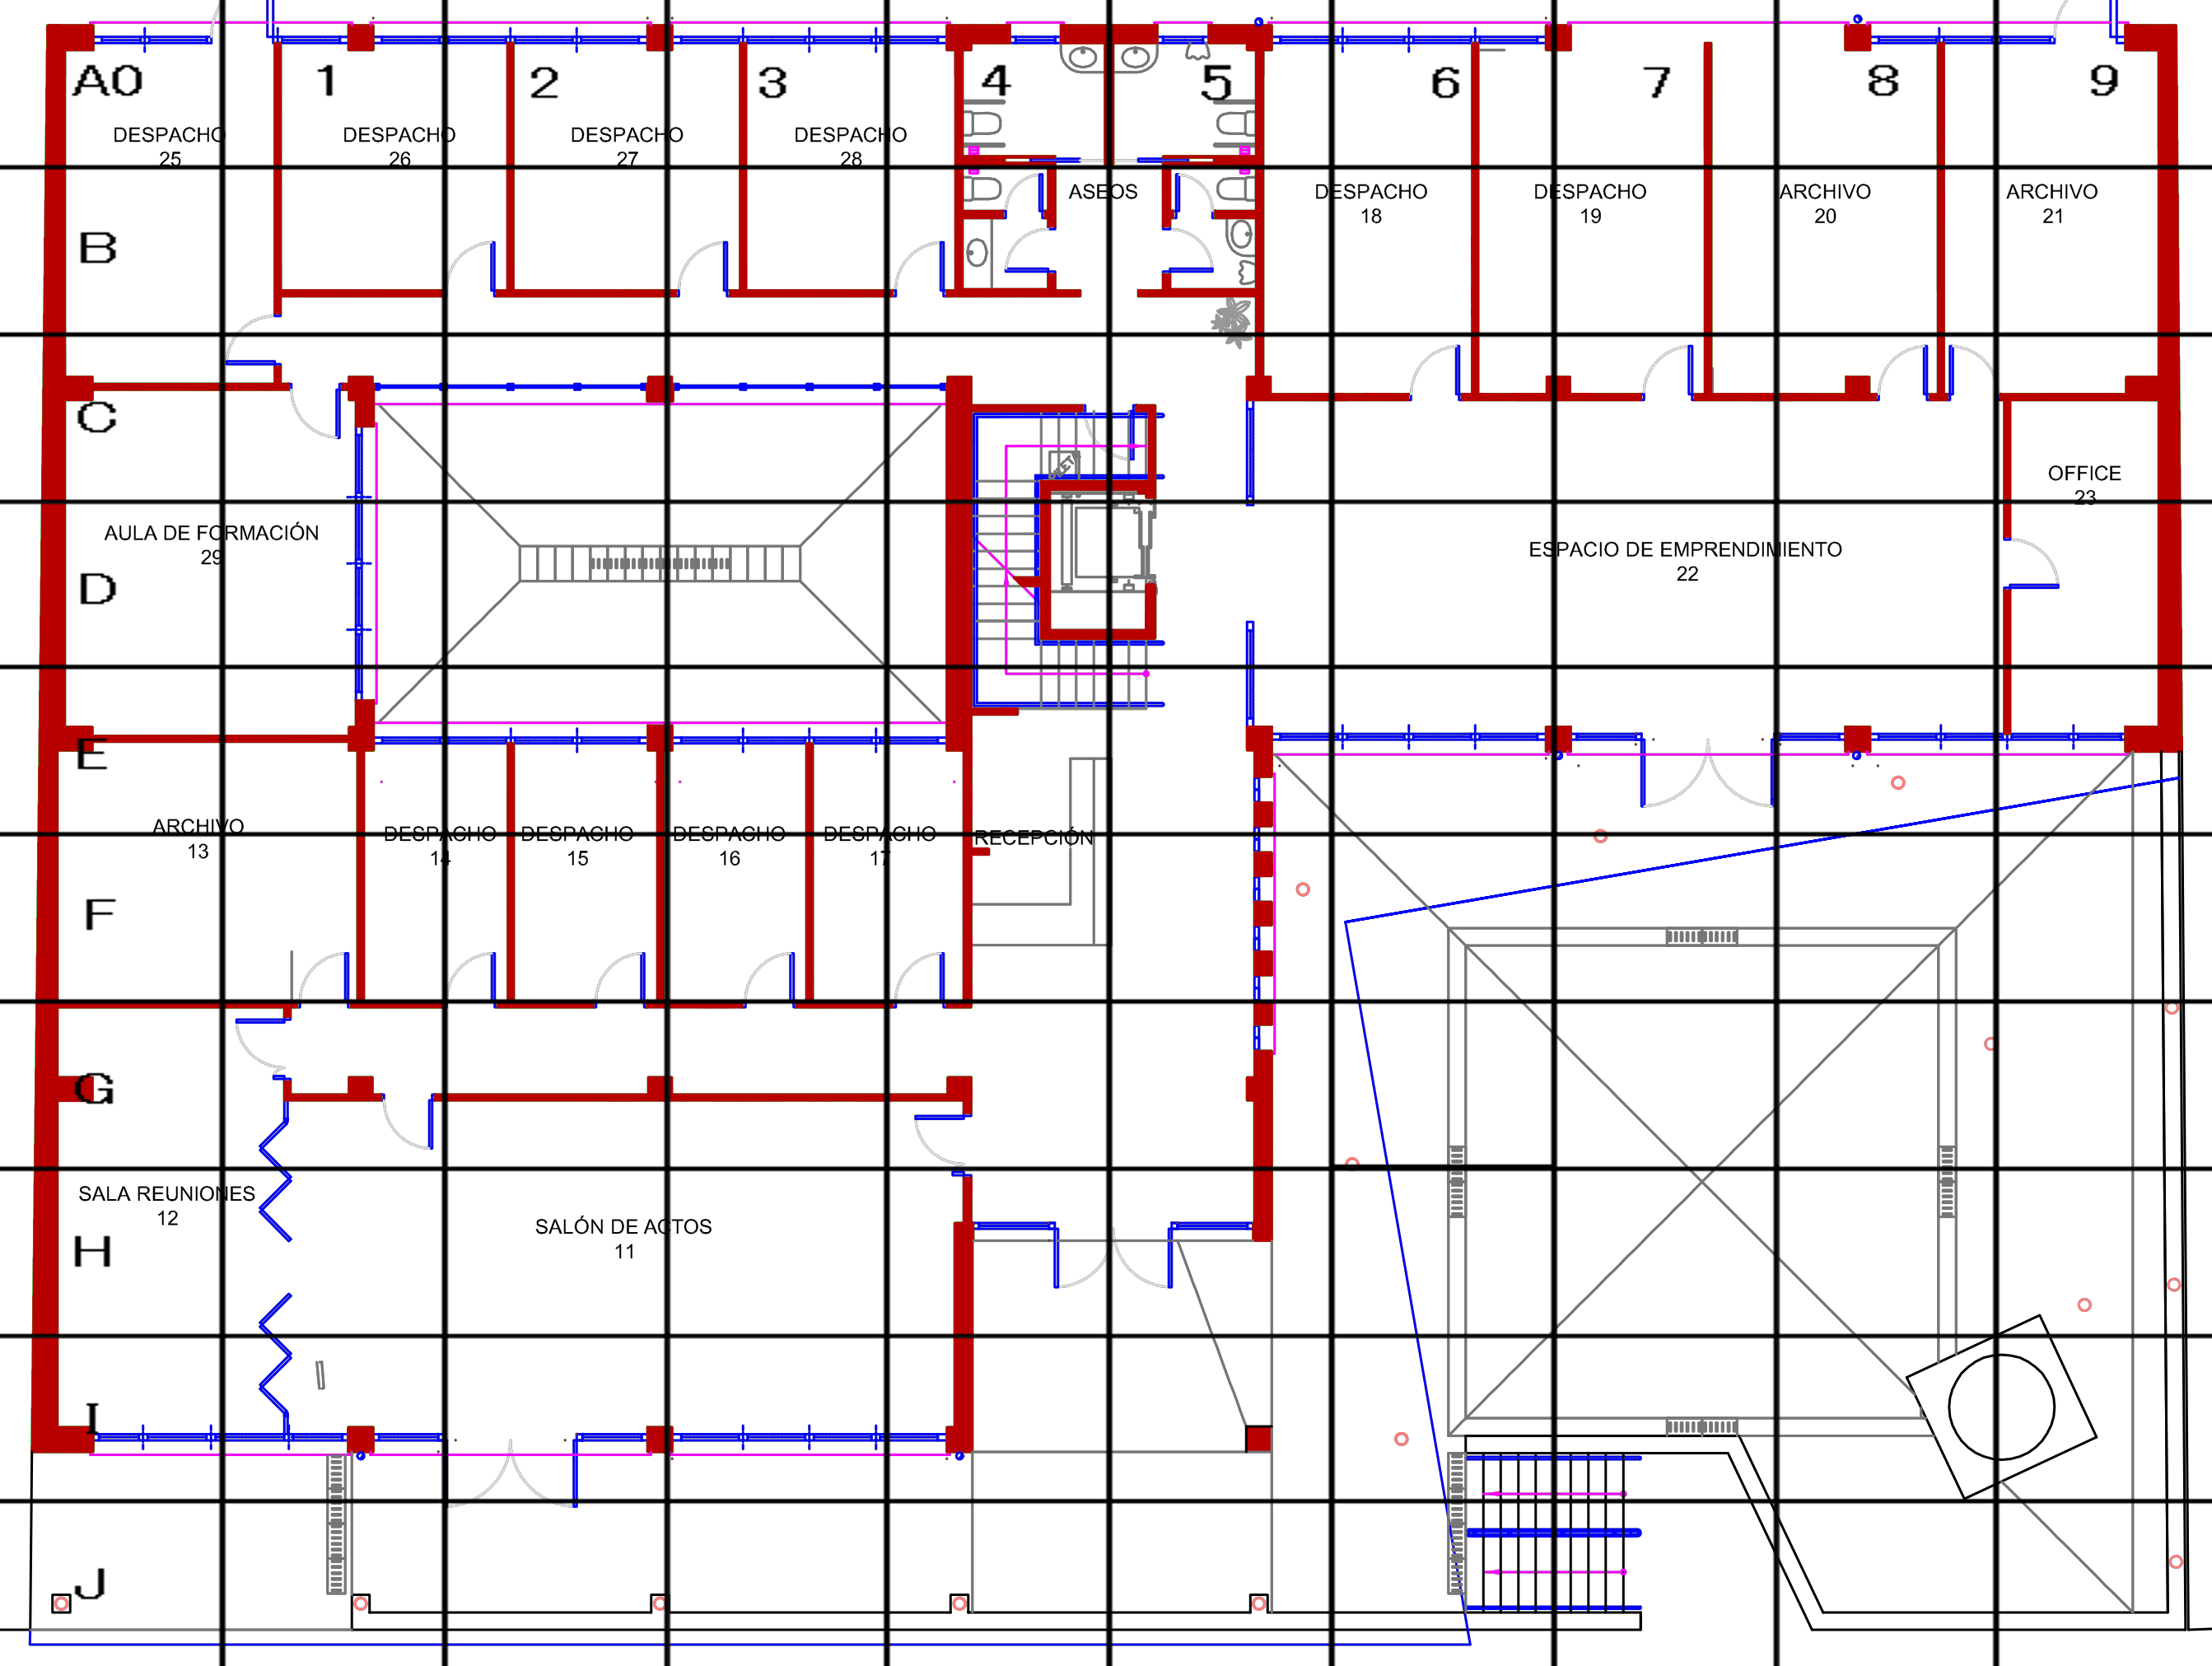 A0 1 2 3 4 5 6 7 8 9
DESPACHO
25
DESPACHO
26
DESPACHO
27
DESPACHO
28
ASEOS
DESPACHO
18
DESPACHO
19
ARCHIVO
20
ARCHIVO
21
B
C
OFFICE
23
AULA DE FORMACIÓN
29
ESPACIO DE EMPRENDIMIENTO
22
D
E
ARCHIVO
13
DESPACHO
14
DESPACHO
15
DESPACHO
16
DESPACHO
17
RECEPCIÓN
F
G
SALA REUNIONES
12
SALÓN DE ACTOS
11
H
I
J